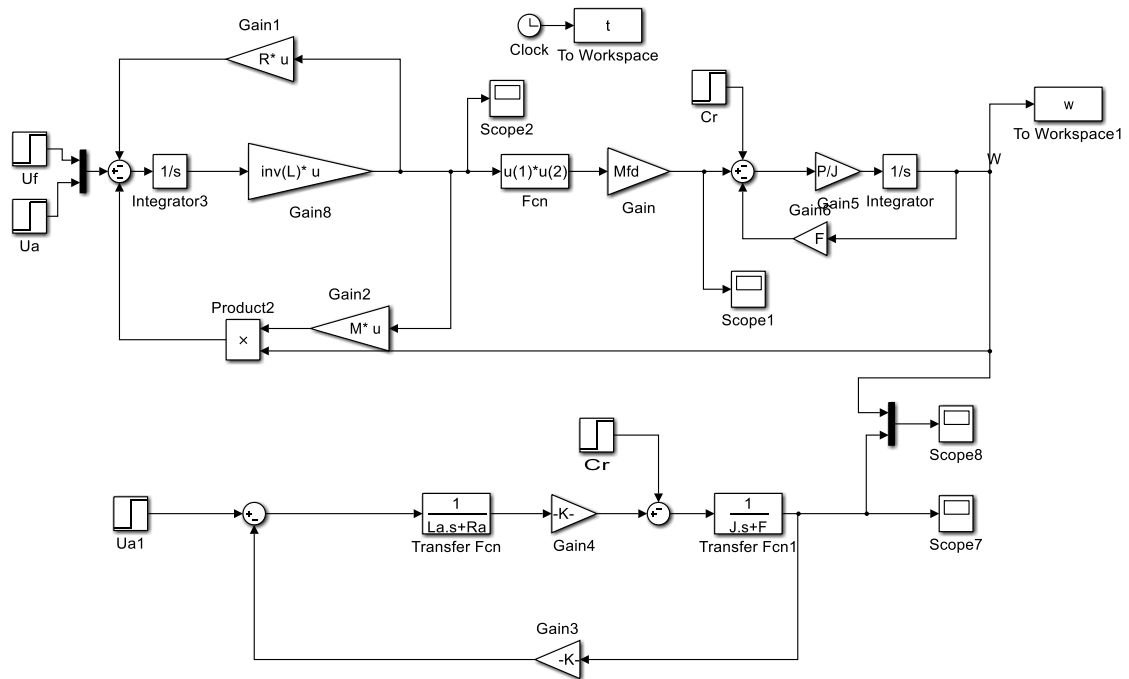 Gain1
R* u
Clock
t
To Workspace
Uf
Ua
1/s
Integrator3
inv(L)* u
Gain8
Scope2
u(1)*u(2)
Fcn
Mfd
Gain
Cr
P/J
Gain5
1/s
Integrator
w
To Workspace1
W
Gain6
F
Scope1
Product2
×
Gain2
M* u
Scope8
Cr
Ua1
1
La.s+Ra
Transfer Fcn
-K-
Gain4
1
J.s+F
Transfer Fcn1
Scope7
Gain3
-K-